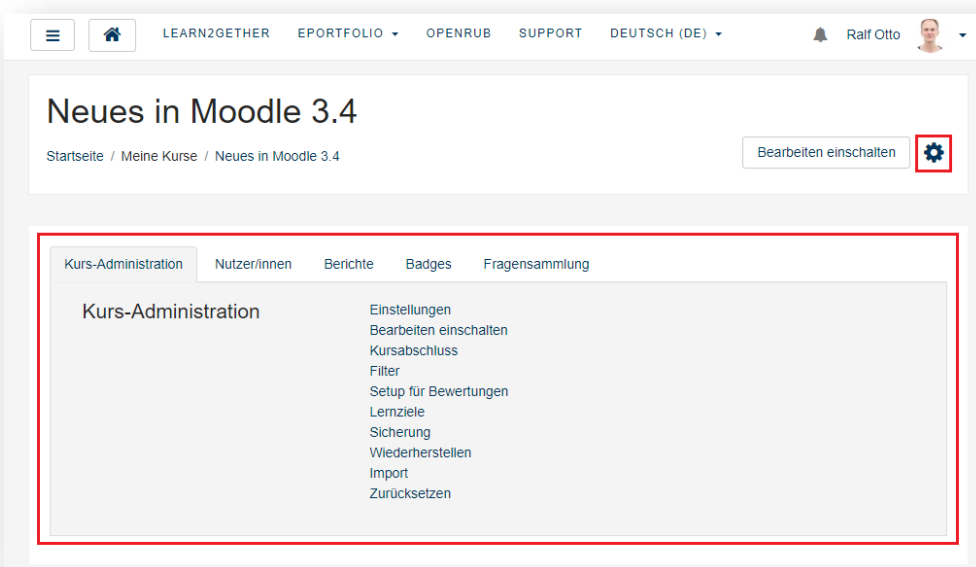 LEARN2GETHER EPORTFOLIO OPENRUB SUPPORT DEUTSCH (DE) Ralf Otto
Neues in Moodle 3.4
Startseite / Meine Kurse / Neues in Moodle 3.4
Bearbeiten einschalten
Kurs-Administration Nutzer/innen Berichte Badges Fragensammlung
Kurs-Administration
Einstellungen
Bearbeiten einschalten
Kursabschluss
Filter
Setup für Bewertungen
Lernziele
Sicherung
Wiederherstellen
Import
Zurücksetzen